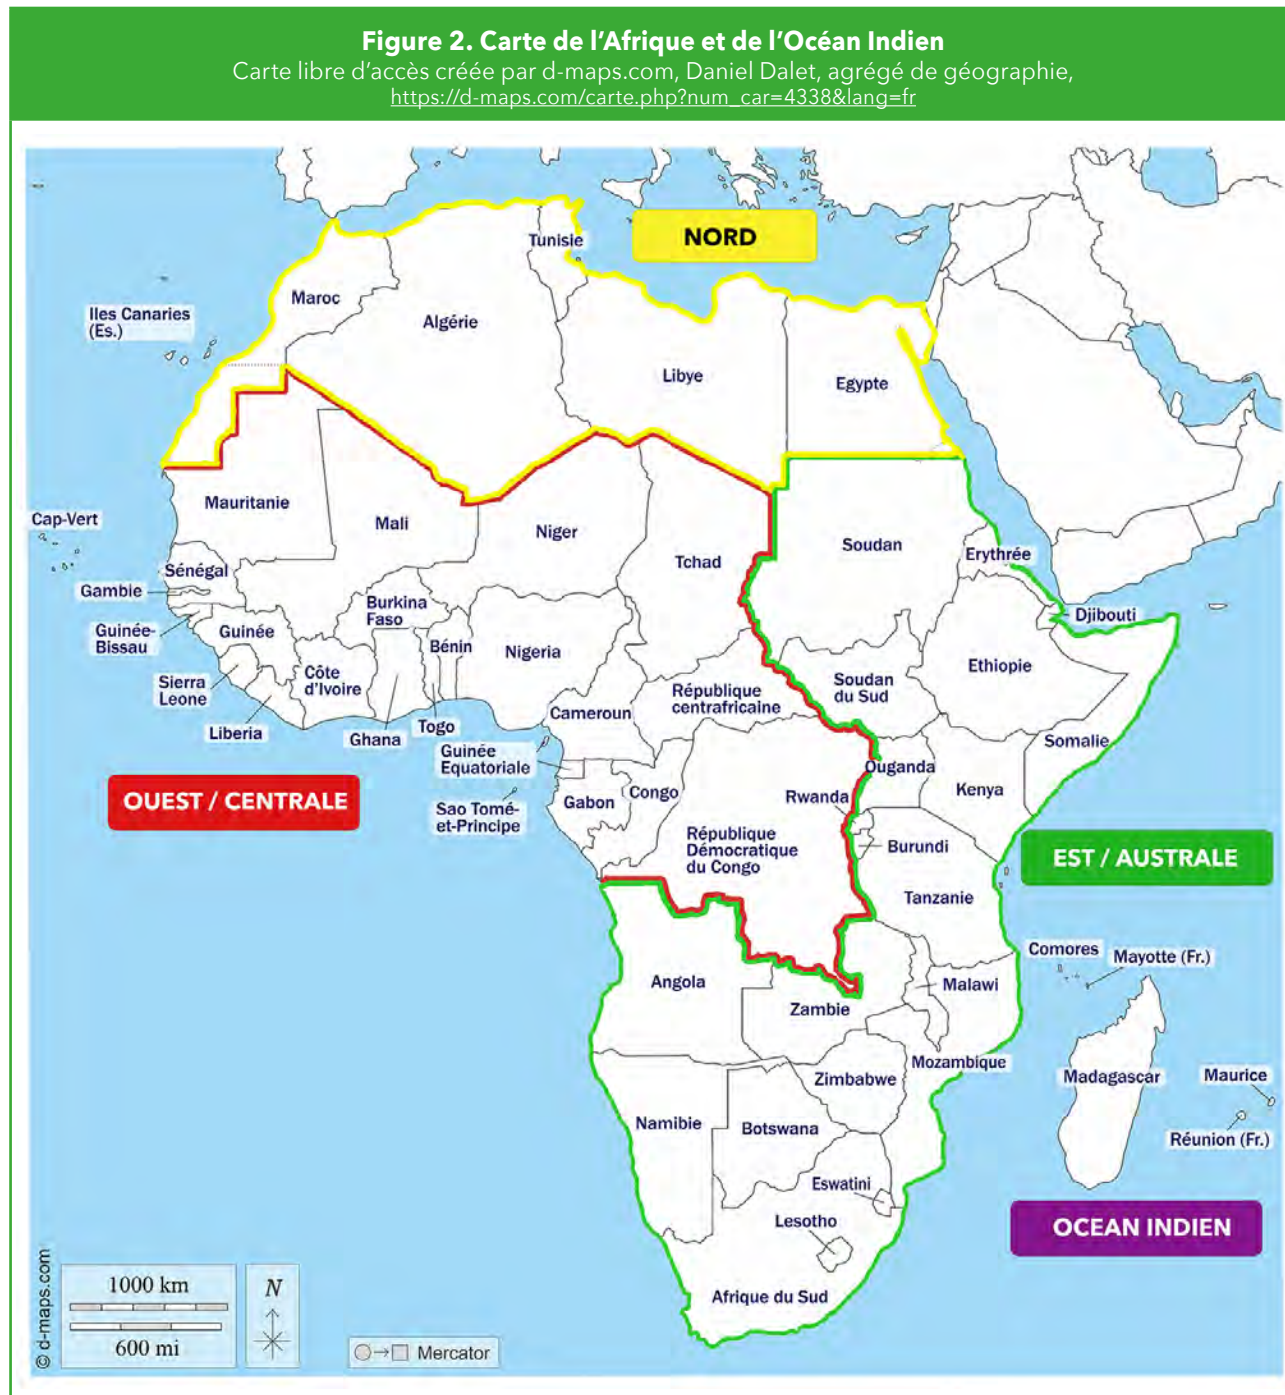 Figure 2. Carte de l'Afrique et de l'Océan Indien
Carte libre d'accès créée par d-maps.com, Daniel Dalet, agrégé de géographie,
https://d-maps.com/carte.php?num_car=4338&lang=fr
NORD
Tunisie
Maroc
Iles Canaries
(Es.)
Algérie
Libye
Egypte
Mauritanie
Cap-Vert
Mali
Niger
Tchad
Soudan
Erythrée
Sénégal
Gambie
Burkina
Faso
Djibouti
Guinée-
Bissau
Guinée
Bénin
Nigeria
Ethiopie
Côte
d'Ivoire
Sierra
Leone
République
centrafricaine
Soudan
du Sud
Cameroun
Liberia
Ghana
Togo
Somalie
Guinée
Equatoriale
Ouganda
Kenya
OUEST / CENTRALE
Gabon
Congo
Rwanda
Sao Tomé-
et-Principe
République
Démocratique
du Congo
Burundi
EST / AUSTRALE
Tanzanie
Comores
Mayotte (Fr.)
Angola
Malawi
Zambie
Mozambique
Madagascar
Maurice
Zimbabwe
Namibie
Botswana
Réunion (Fr.)
Eswatini
Lesotho
OCEAN INDIEN
Afrique du Sud
© d-maps.com
1000 km
600 mi
N
Mercator